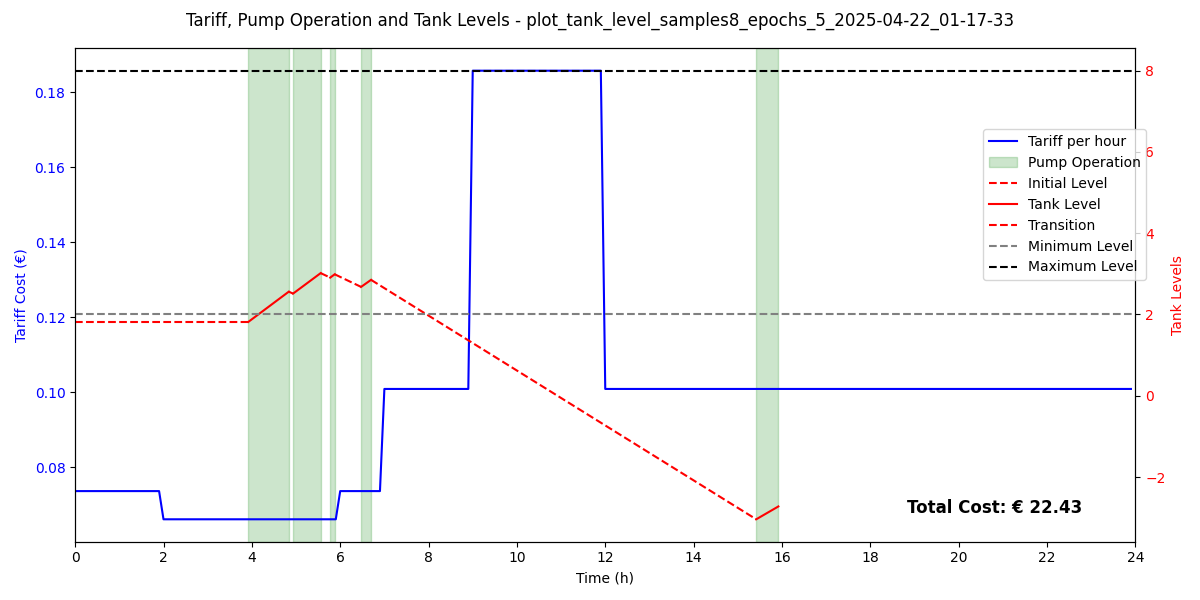 Tariff, Pump Operation and Tank Levels - plot_tank_level_samples8_epochs_5_2025-04-22_01-17-33
Tariff Cost (€)
0.18
0.16
0.14
0.12
0.10
0.08
Tariff per hour
Pump Operation
Initial Level
Tank Level
Transition
Minimum Level
Maximum Level
8
6
4
2
0
−2
Tank Levels
Total Cost: € 22.43
0 2 4 6 8 10 12 14 16 18 20 22 24
Time (h)